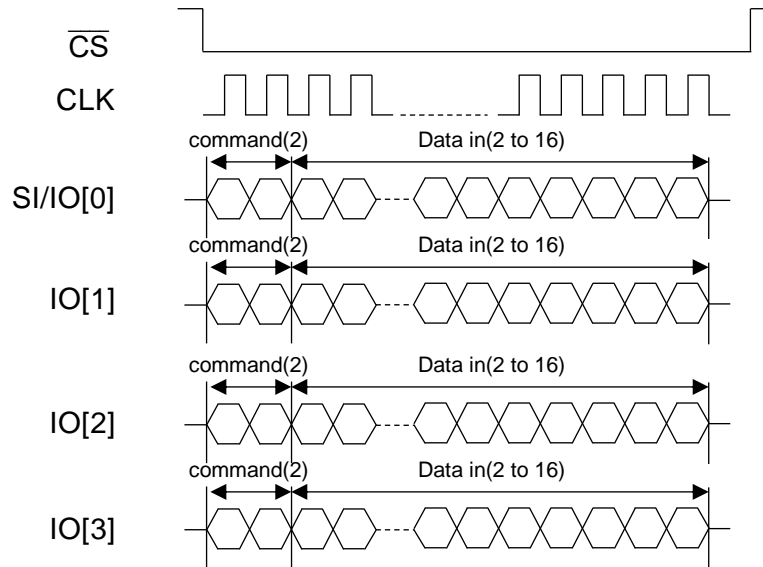 CS
CLK
command(2) Data in(2 to 16)
SI/IO[0]
command(2) Data in(2 to 16)
IO[1]
command(2) Data in(2 to 16)
IO[2]
command(2) Data in(2 to 16)
IO[3]